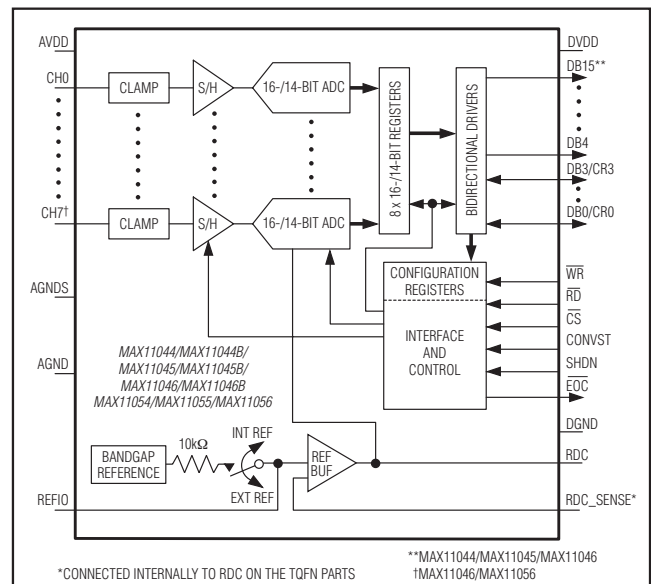 AVDD
DVDD
CH0
CLAMP
S/H
16-/14-BIT ADC
8 x 16-/14-BIT REGISTERS
BIDIRECTIONAL DRIVERS
DB15**
DB4
DB3/CR3
DB0/CR0
CH7†
CLAMP
S/H
16-/14-BIT ADC
CONFIGURATION
REGISTERS
INTERFACE
AND
CONTROL
WR
RD
CS
CONVST
SHDN
EOC
AGNDS
AGND
DGND
MAX11044/MAX11044B/
MAX11045/MAX11045B/
MAX11046/MAX11046B
MAX11054/MAX11055/MAX11056
BANDGAP
REFERENCE
10kΩ
INT REF
EXT REF
REF
BUF
RDC
REFIO
RDC_SENSE*
*CONNECTED INTERNALLY TO RDC ON THE TQFN PARTS
**MAX11044/MAX11045/MAX11046
†MAX11046/MAX11056